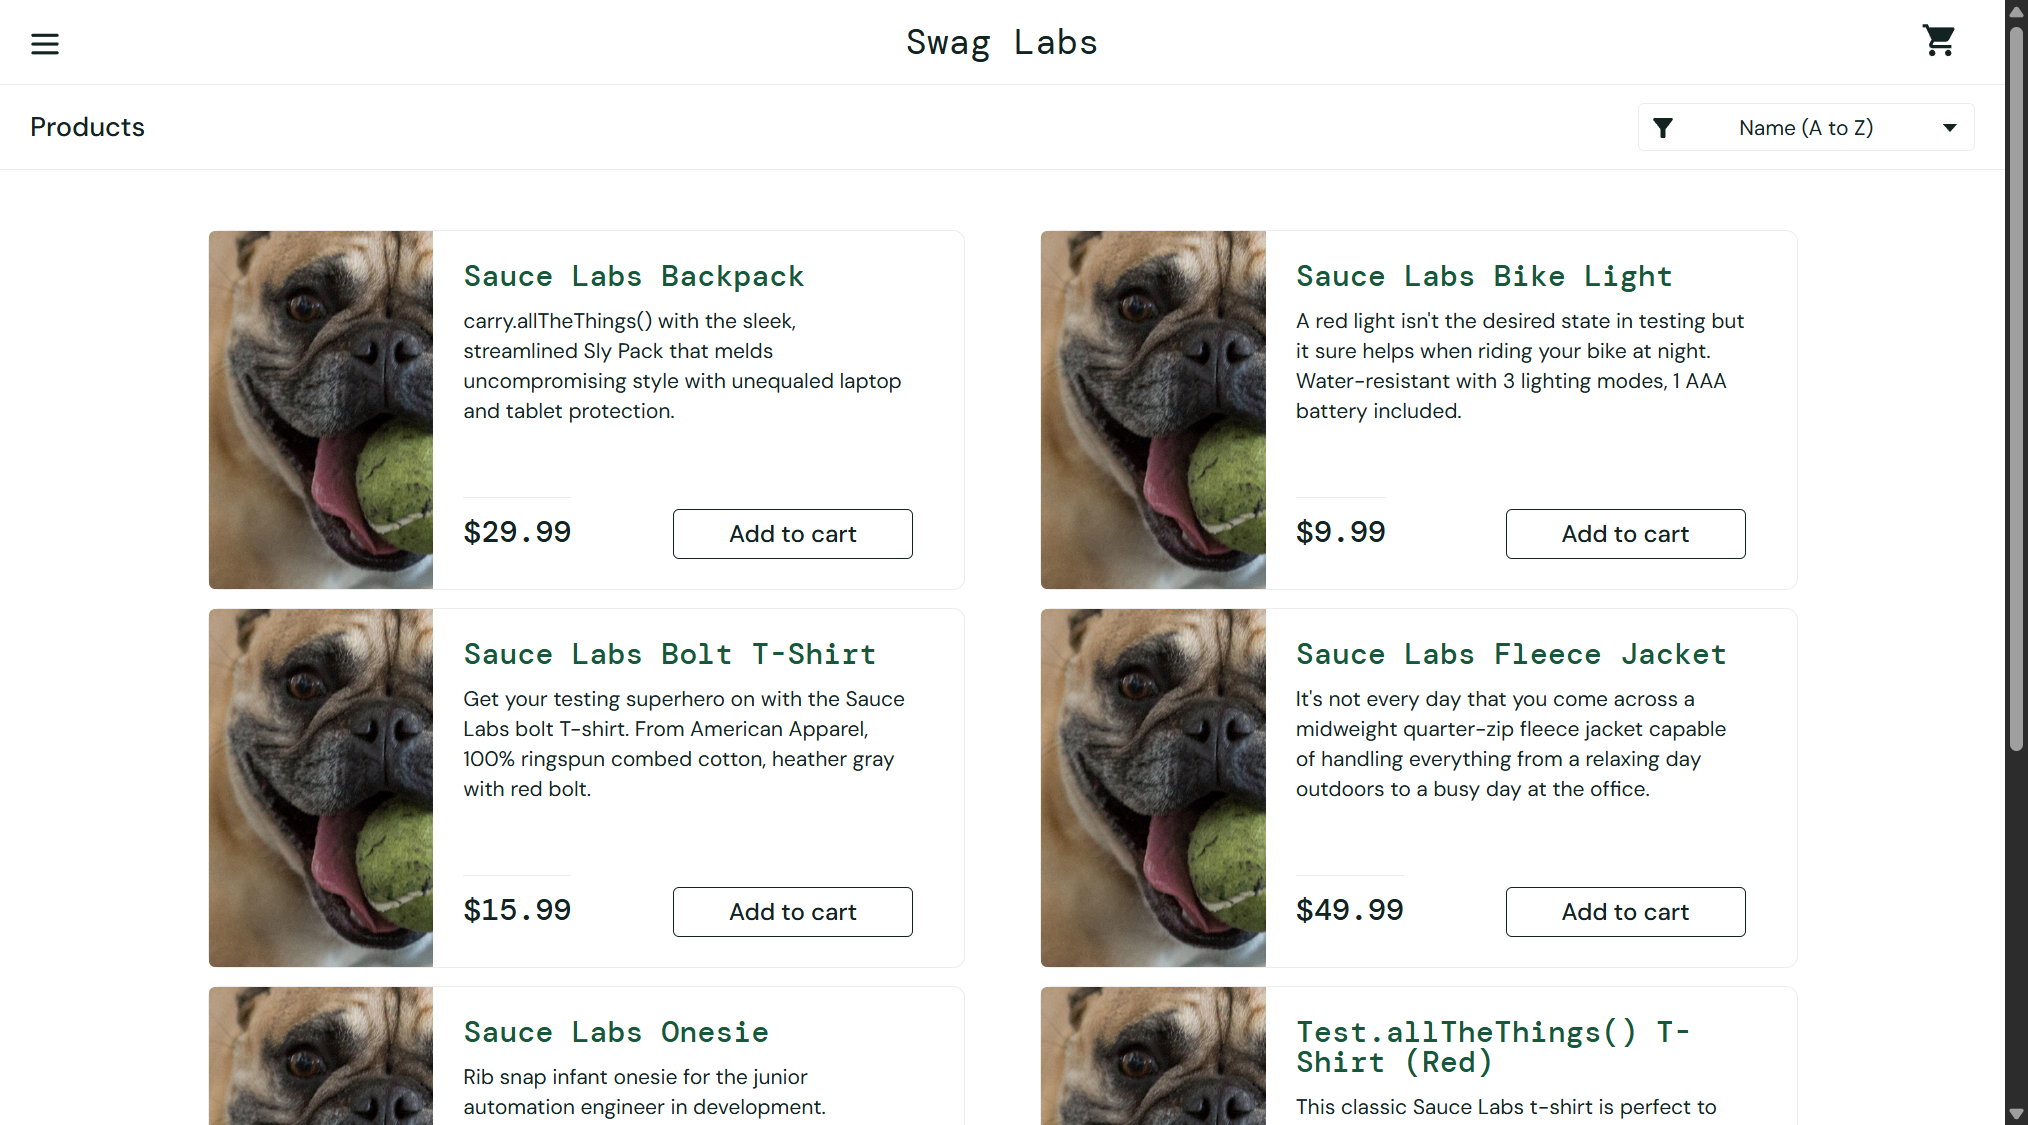 Swag Labs
Products
Name (A to Z)
Sauce Labs Backpack
carry.allTheThings() with the sleek,
streamlined Sly Pack that melds
uncompromising style with unequaled laptop
and tablet protection.
$29.99
Add to cart
Sauce Labs Bike Light
A red light isn't the desired state in testing but
it sure helps when riding your bike at night.
Water-resistant with 3 lighting modes, 1 AAA
battery included.
$9.99
Add to cart
Sauce Labs Bolt T-Shirt
Get your testing superhero on with the Sauce
Labs bolt T-shirt. From American Apparel,
100% ringspun combed cotton, heather gray
with red bolt.
$15.99
Add to cart
Sauce Labs Fleece Jacket
It's not every day that you come across a
midweight quarter-zip fleece jacket capable
of handling everything from a relaxing day
outdoors to a busy day at the office.
$49.99
Add to cart
Sauce Labs Onesie
Rib snap infant onesie for the junior
automation engineer in development.
Test.allTheThings() T-
Shirt (Red)
This classic Sauce Labs t-shirt is perfect to